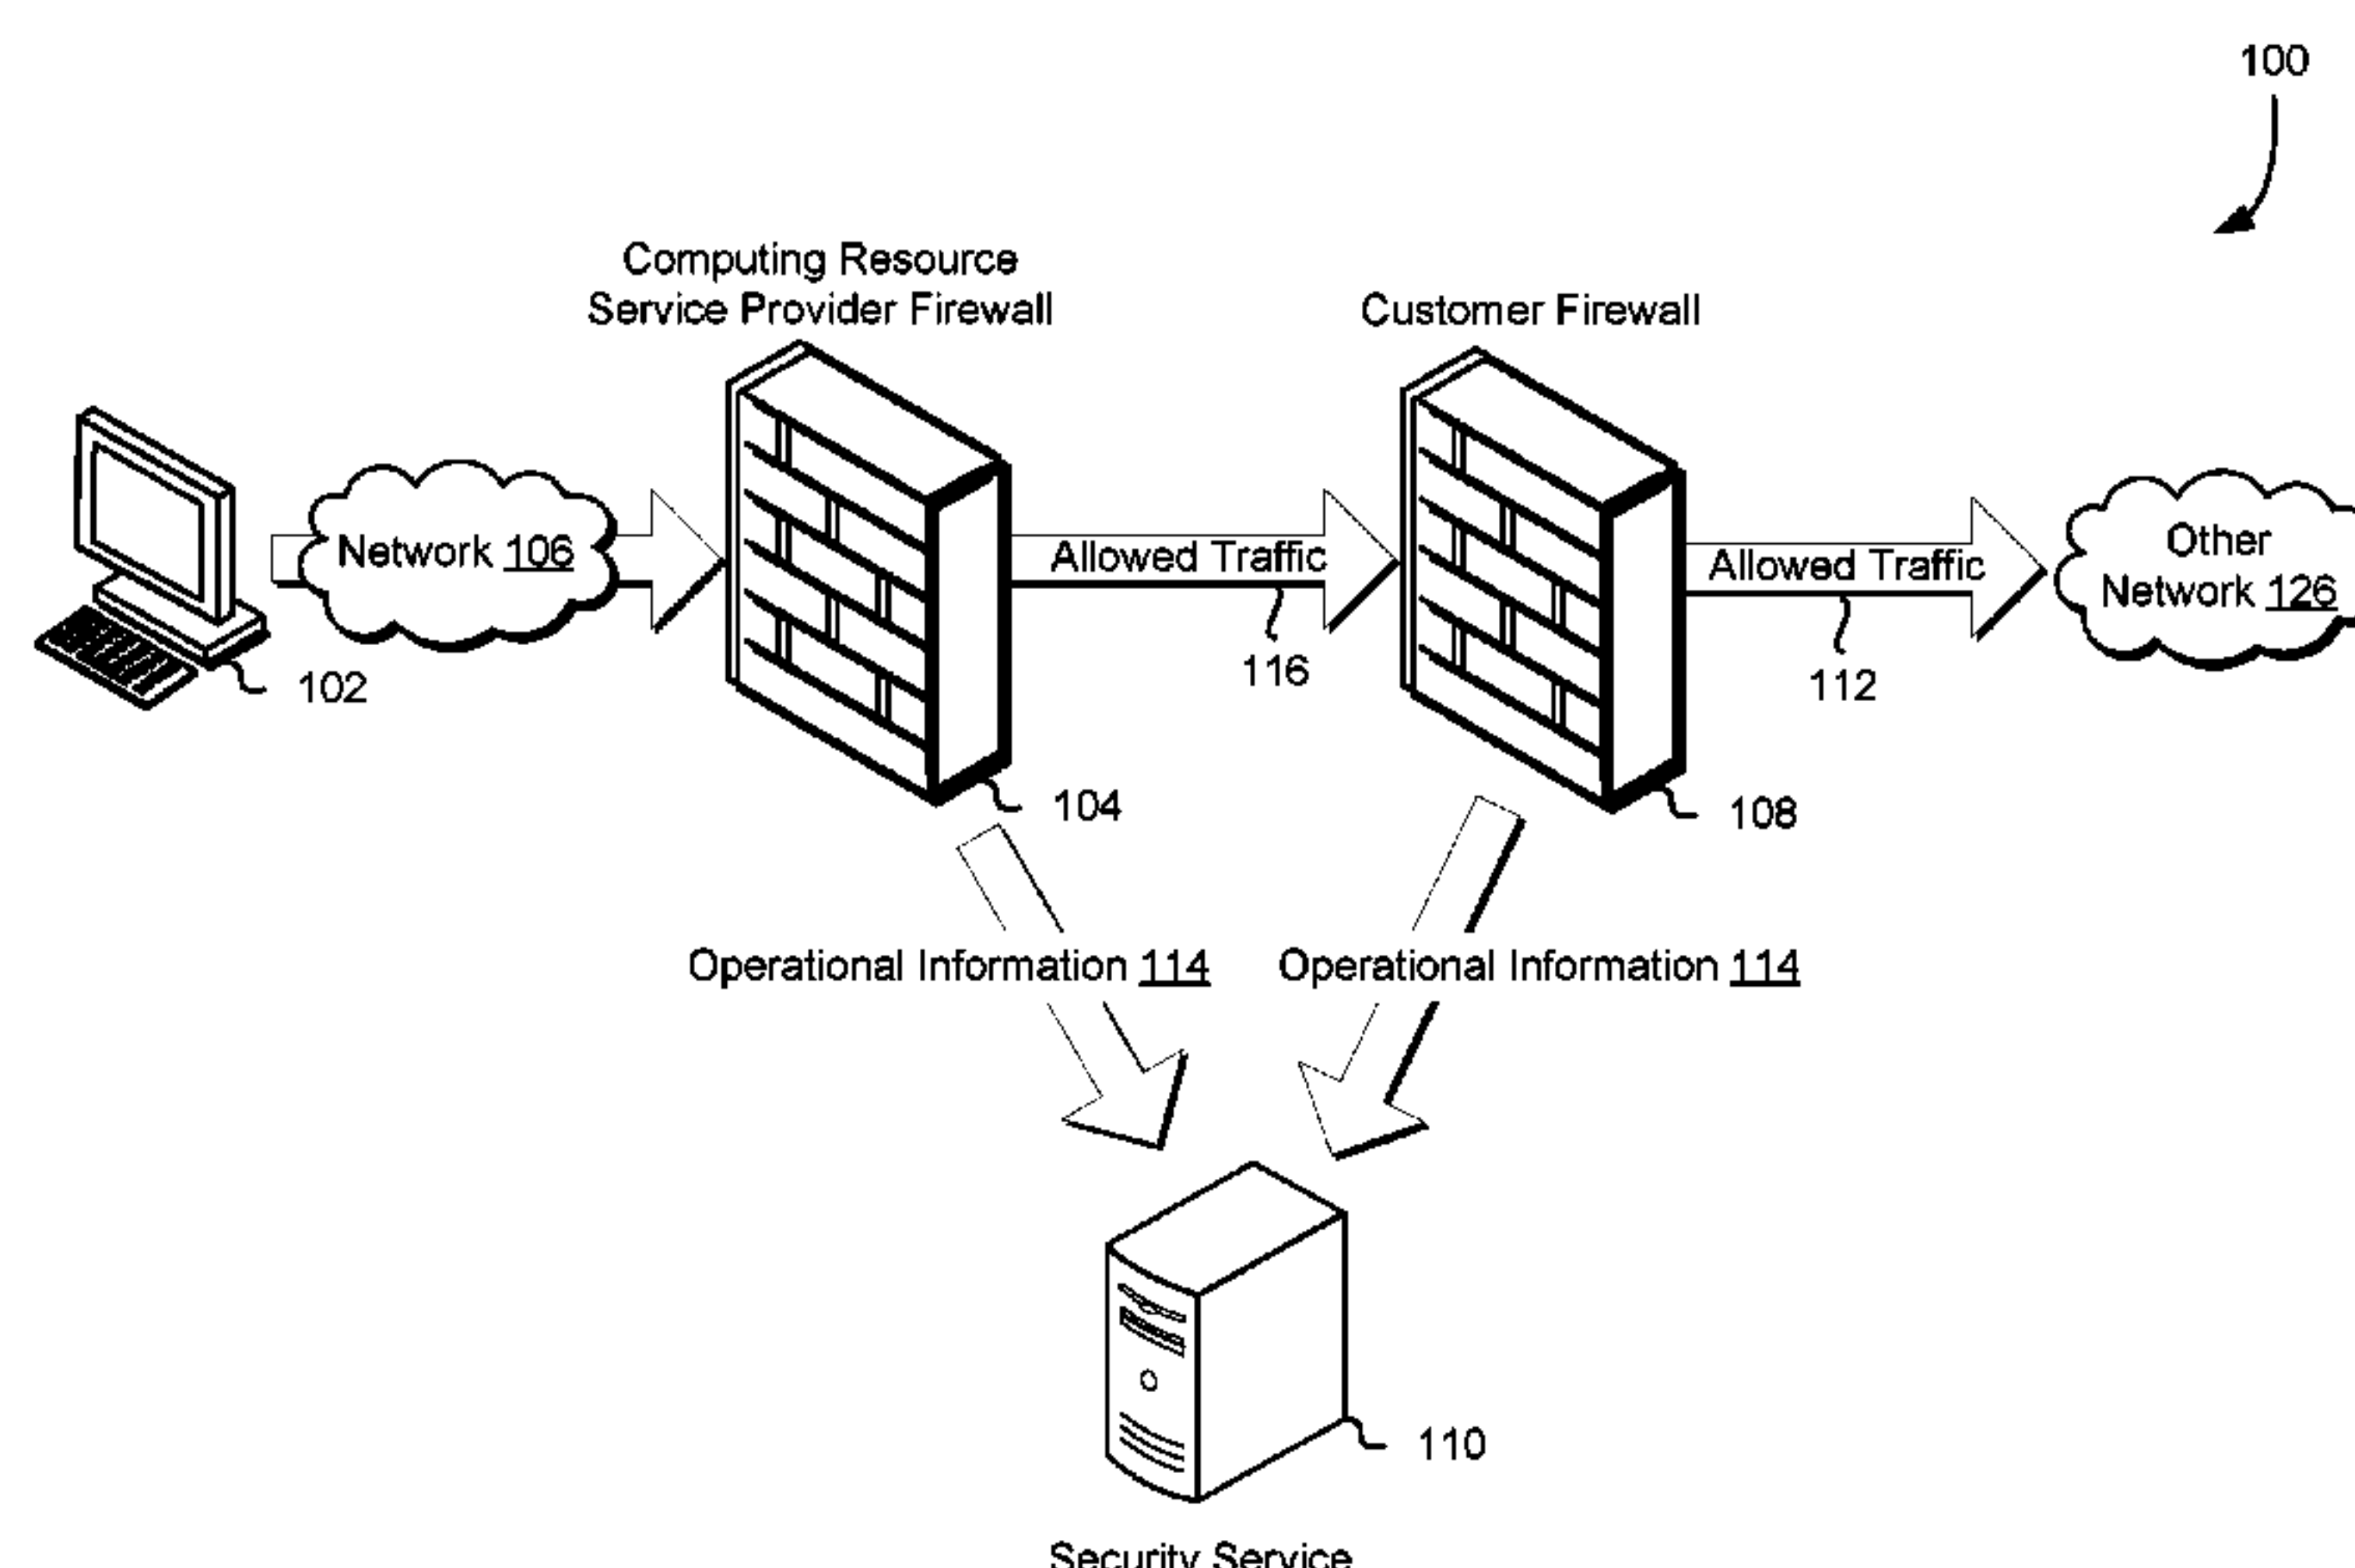 100
Computing Resource
Service Provider Firewall
Customer Firewall
Network 106
Allowed Traffic
Allowed Traffic
Other
Network 126
102
116
112
104
108
Operational Information 114
Operational Information 114
110
Security Service